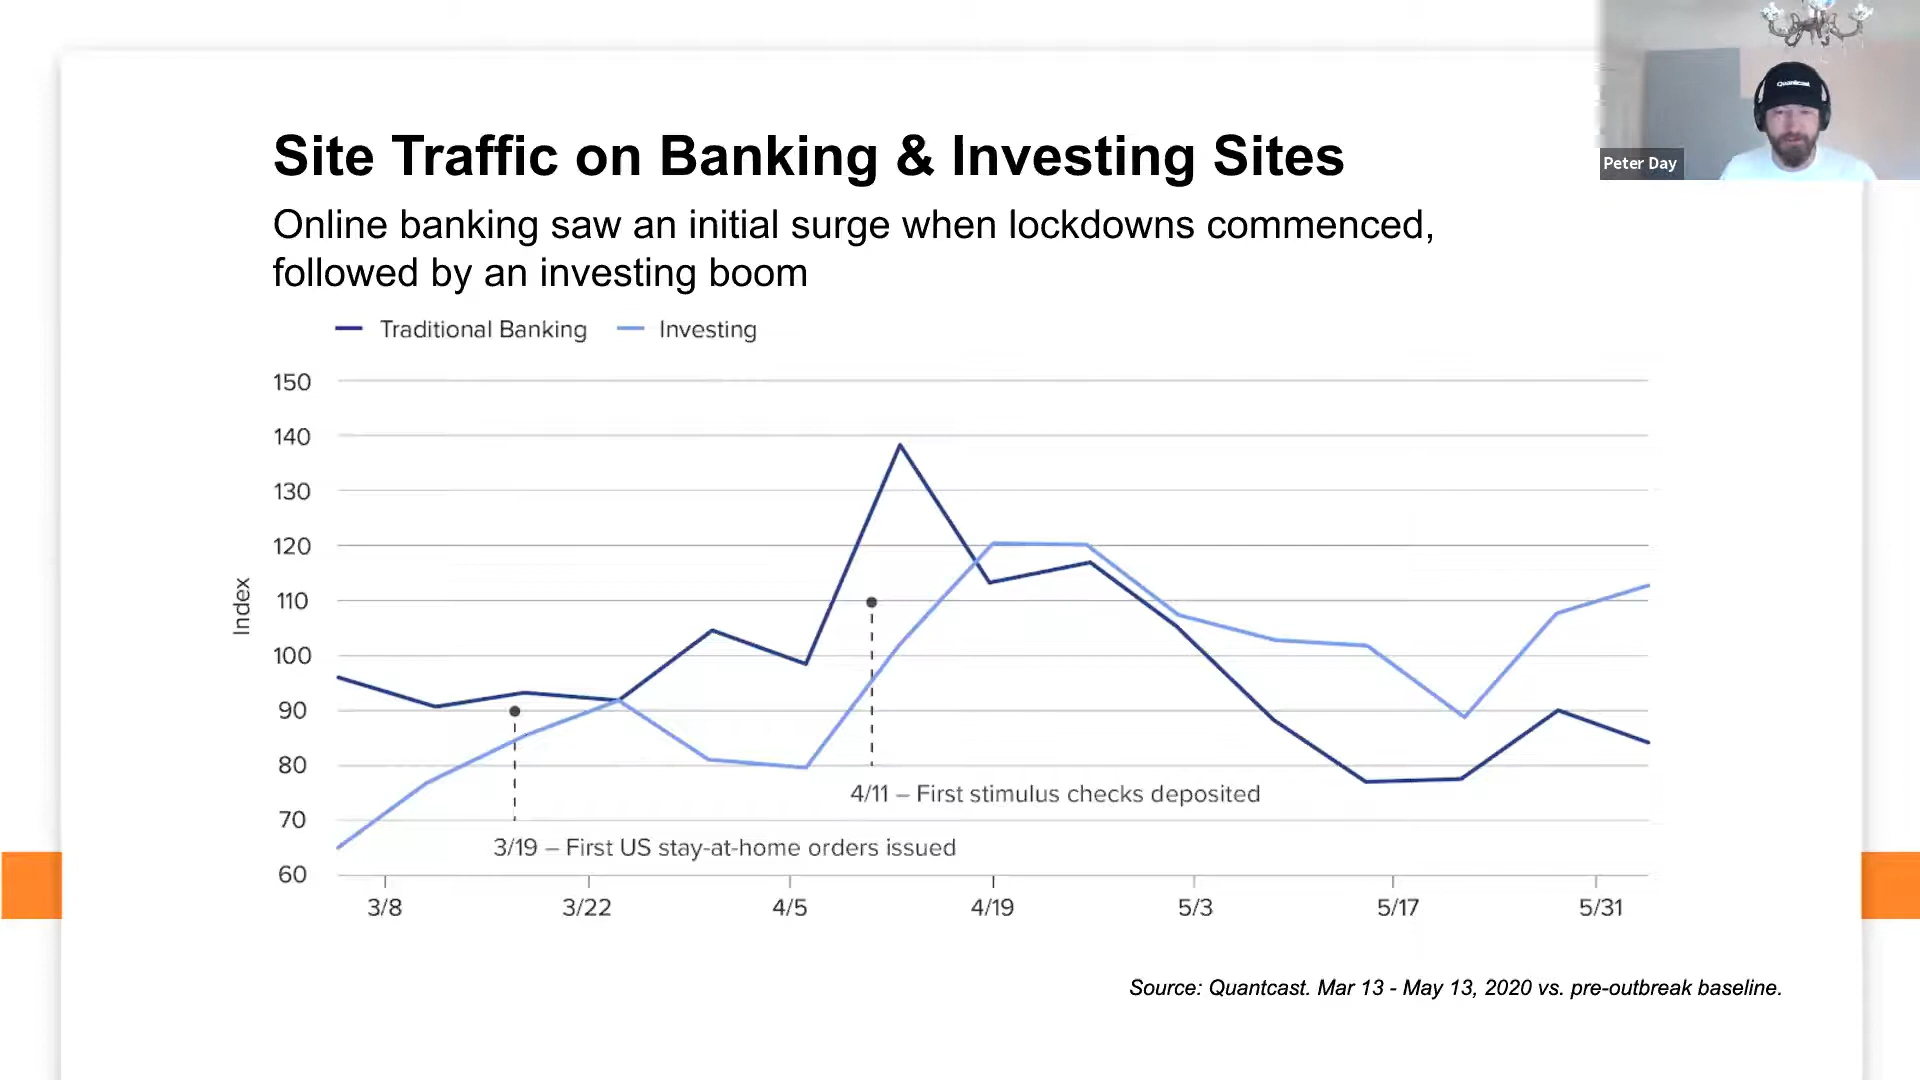 Quantcast
Peter Day
Site Traffic on Banking & Investing Sites
Online banking saw an initial surge when lockdowns commenced,
followed by an investing boom
Traditional Banking
Investing
150
140
130
120
110
100
90
80
70
60
Index
4/11 – First stimulus checks deposited
3/19 – First US stay-at-home orders issued
3/8
3/22
4/5
4/19
5/3
5/17
5/31
Source: Quantcast. Mar 13 - May 13, 2020 vs. pre-outbreak baseline.